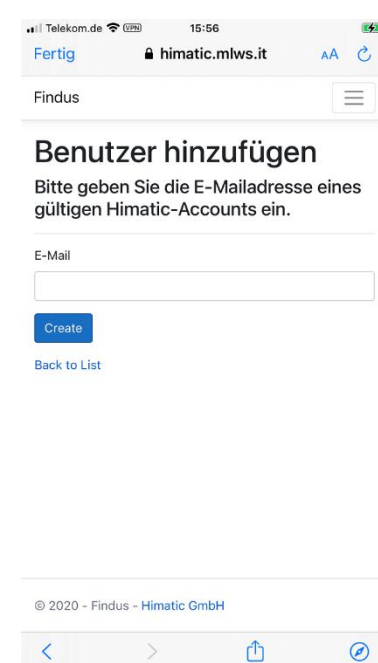 Telekom.de VPN 15:56
Fertig himatic.mlws.it AA
Findus
Benutzer hinzufügen
Bitte geben Sie die E-Mailadresse eines
gültigen Himatic-Accounts ein.
E-Mail
Create
Back to List
© 2020 - Findus - Himatic GmbH